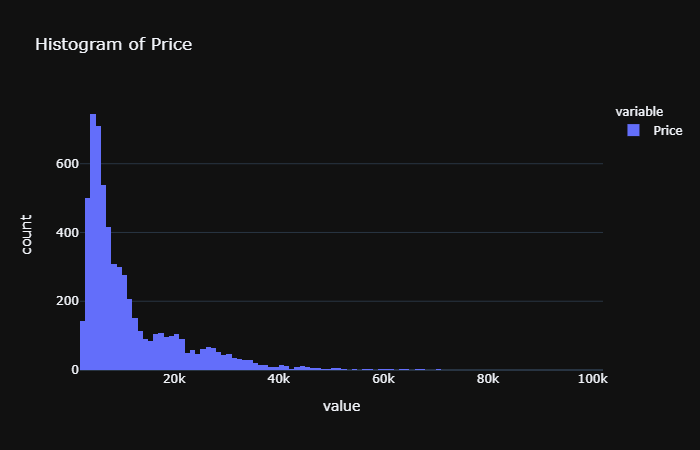 Histogram of Price
variable
Price
600
400
200
0
count
20k
40k
60k
80k
100k
value